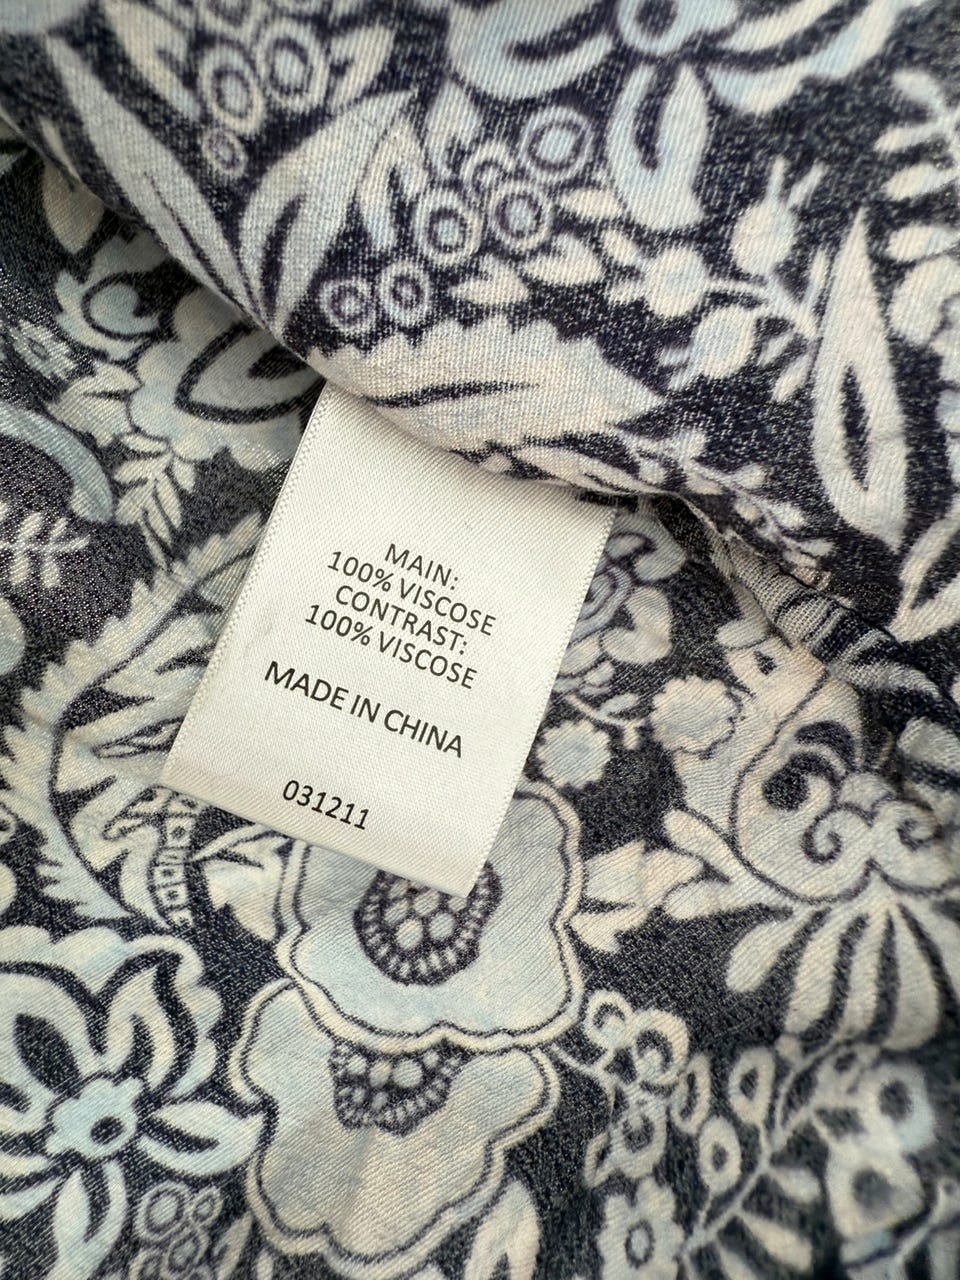 MAIN:
100% VISCOSE
CONTRAST:
100% VISCOSE
MADE IN CHINA
031211